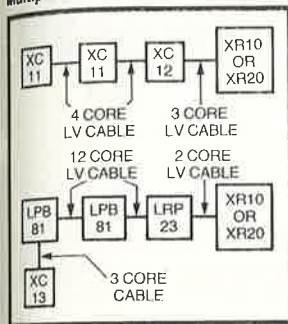 XC
11
XC
11
XC
12
XR10
OR
XR20
4 CORE
LV CABLE
3 CORE
LV CABLE
12 CORE
LV CABLE
2 CORE
LV CABLE
LPB
81
LPB
81
LRP
23
XR10
OR
XR20
XC
13
3 CORE
CABLE